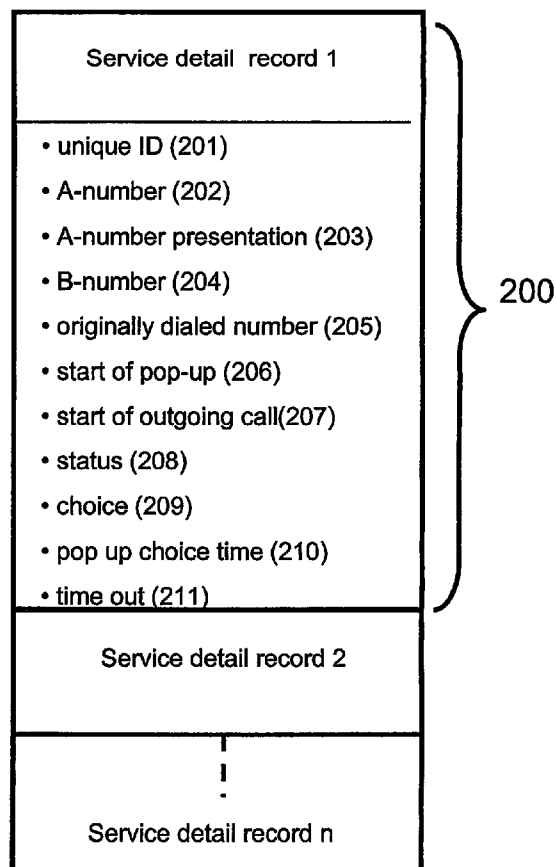 Service detail record 1
• unique ID (201)
• A-number (202)
• A-number presentation (203)
• B-number (204)
• originally dialed number (205)
• start of pop-up (206)
• start of outgoing call(207)
• status (208)
• choice (209)
• pop up choice time (210)
• time out (211)
200
Service detail record 2
Service detail record n